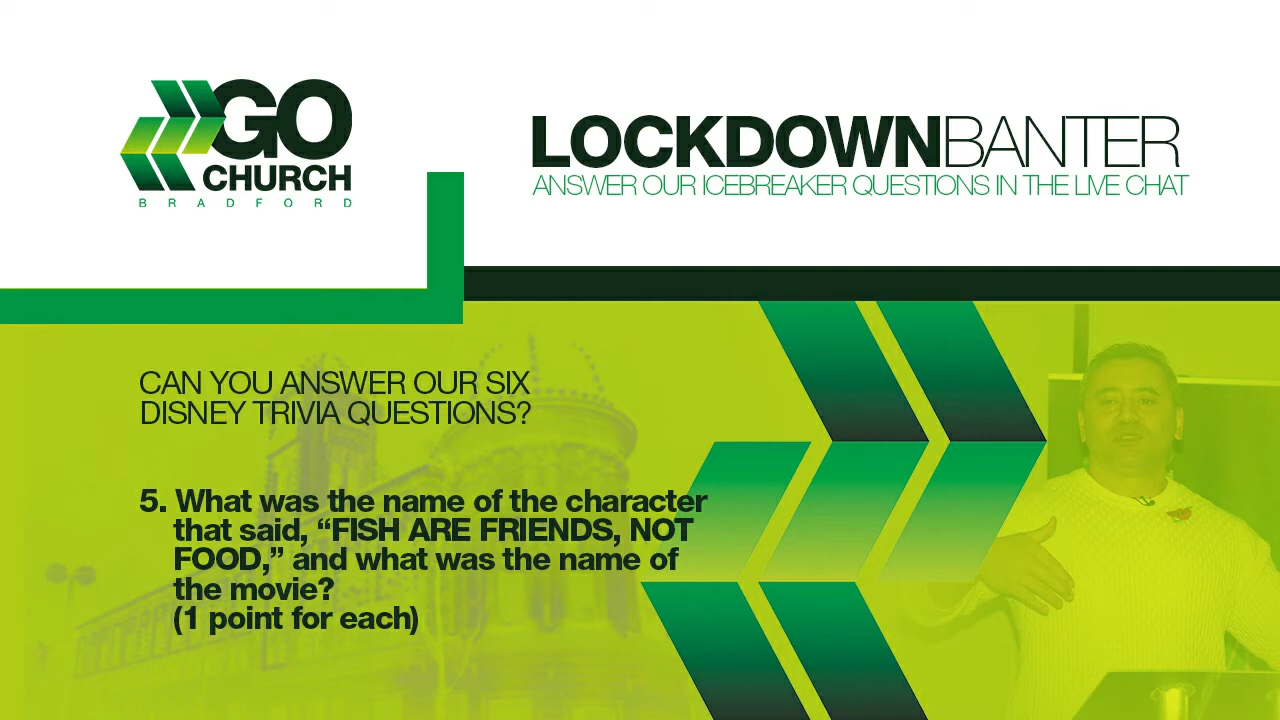 GO
CHURCH
BRADFORD
LOCKDOWNBANTER
ANSWER OUR ICEBREAKER QUESTIONS IN THE LIVE CHAT
CAN YOU ANSWER OUR SIX
DISNEY TRIVIA QUESTIONS?
5. What was the name of the character
that said, “FISH ARE FRIENDS, NOT
FOOD,” and what was the name of
the movie?
(1 point for each)